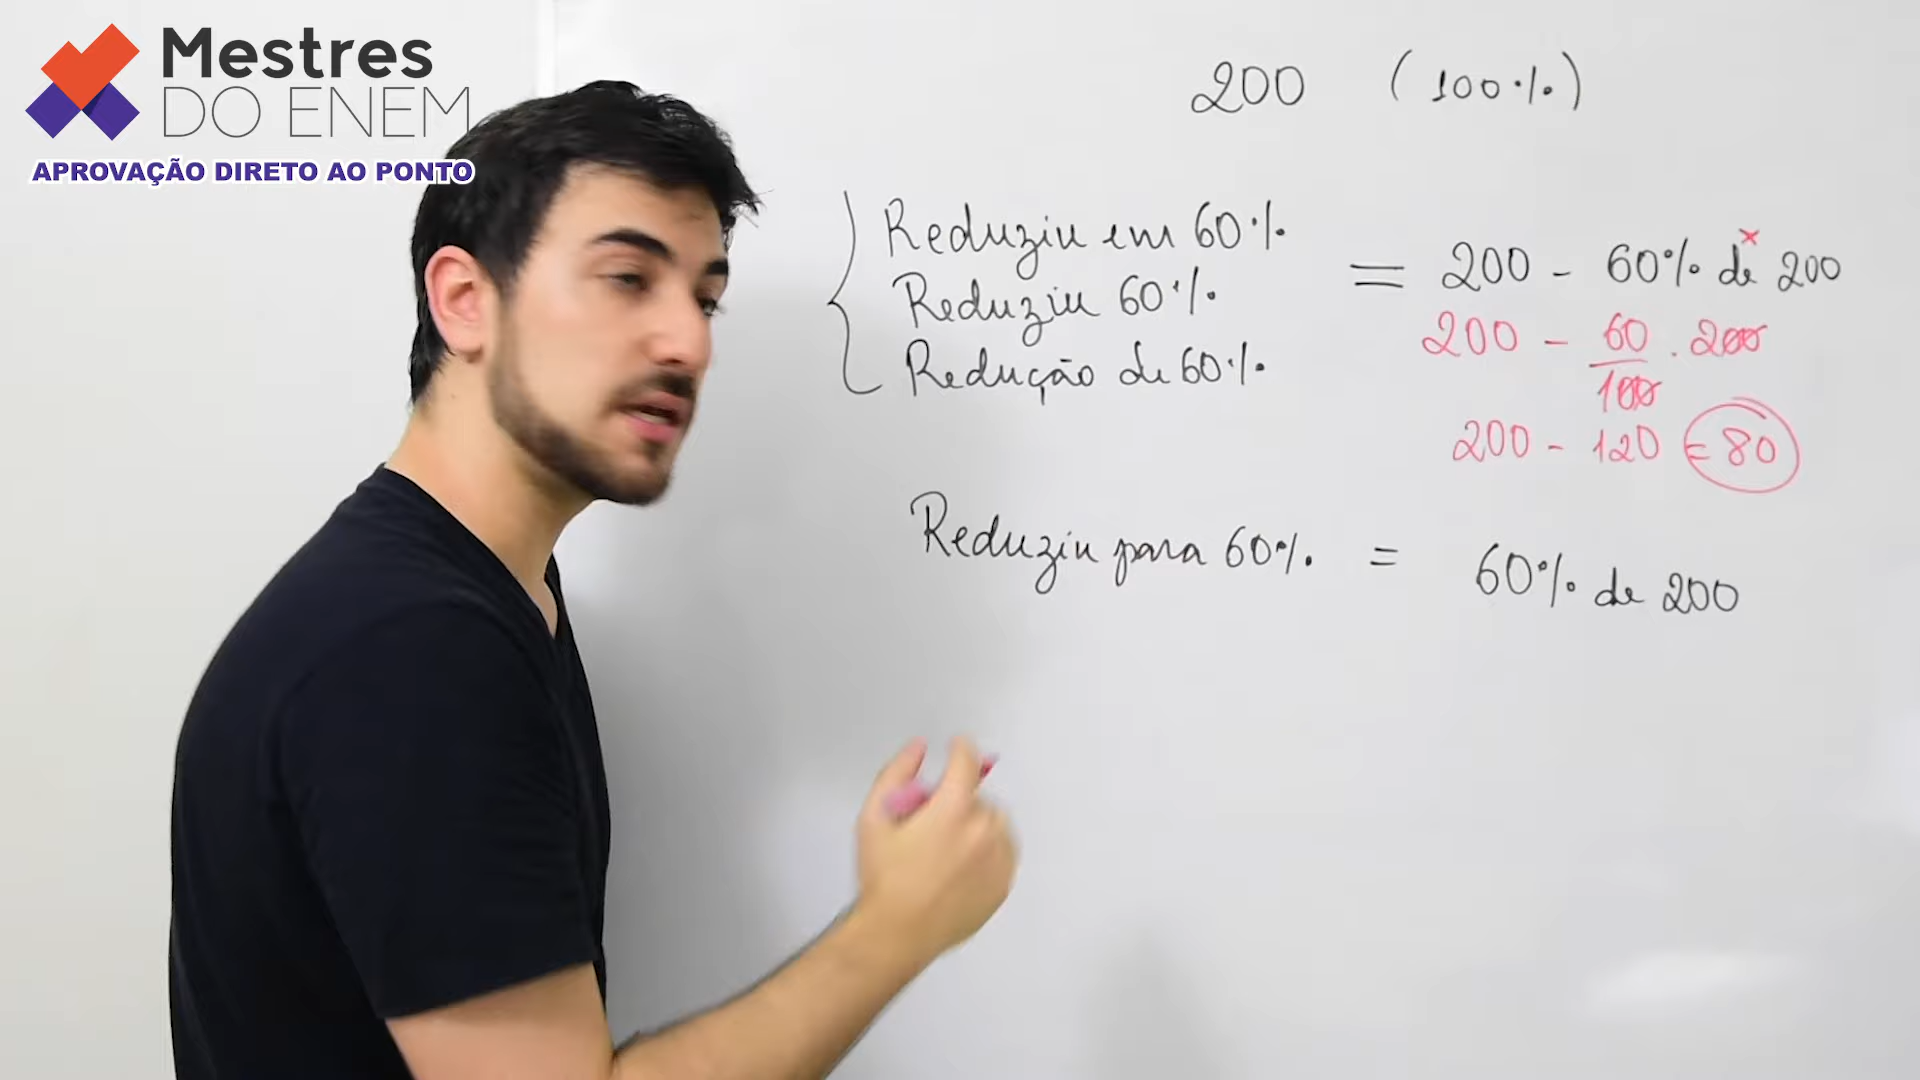 Mestres
DO ENEM
APROVAÇÃO DIRETO AO PONTO
200 (100%)
Reduziu em 60%
Reduziu 60%
Redução de 60%
= 200 - 60% de 200
x
200 - 60/100 . 200
200 - 120 = 80
Reduziu para 60% = 60% de 200